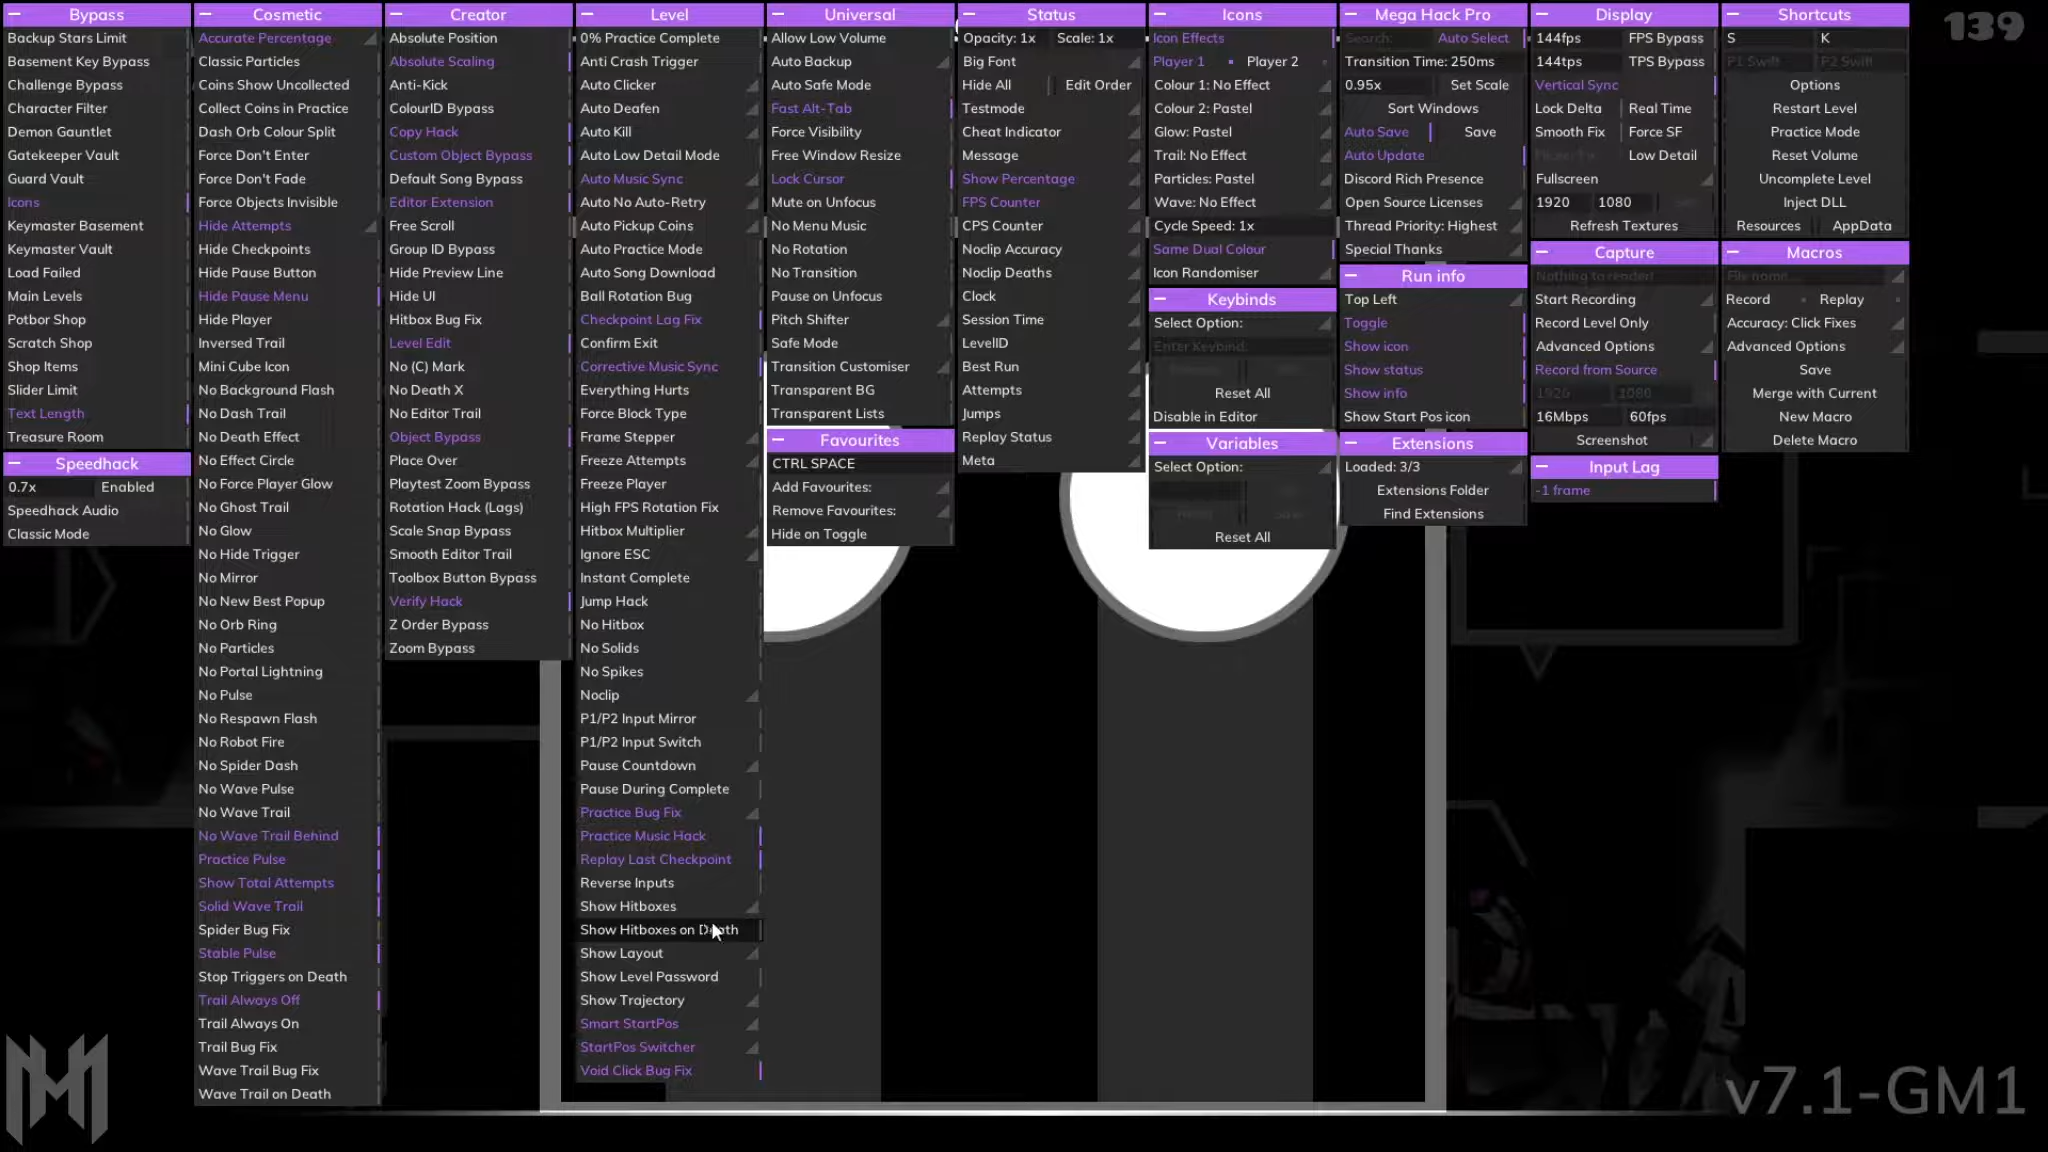 Bypass
Backup Stars Limit
Basement Key Bypass
Challenge Bypass
Character Filter
Demon Gauntlet
Gatekeeper Vault
Guard Vault
Icons
Keymaster Basement
Keymaster Vault
Load Failed
Main Levels
Potbor Shop
Scratch Shop
Shop Items
Slider Limit
Text Length
Treasure Room
Speedhack
0.7x Enabled
Speedhack Audio
Classic Mode
Cosmetic
Accurate Percentage
Classic Particles
Coins Show Uncollected
Collect Coins in Practice
Dash Orb Colour Split
Force Don't Enter
Force Don't Fade
Force Objects Invisible
Hide Attempts
Hide Checkpoints
Hide Pause Button
Hide Pause Menu
Hide Player
Inversed Trail
Mini Cube Icon
No Background Flash
No Dash Trail
No Death Effect
No Effect Circle
No Force Player Glow
No Ghost Trail
No Glow
No Hide Trigger
No Mirror
No New Best Popup
No Orb Ring
No Particles
No Portal Lightning
No Pulse
No Respawn Flash
No Robot Fire
No Spider Dash
No Wave Pulse
No Wave Trail
No Wave Trail Behind
Practice Pulse
Show Total Attempts
Solid Wave Trail
Spider Bug Fix
Stable Pulse
Stop Triggers on Death
Trail Always Off
Trail Always On
Trail Bug Fix
Wave Trail Bug Fix
Wave Trail on Death
Creator
Absolute Position
Absolute Scaling
Anti-Kick
ColourID Bypass
Copy Hack
Custom Object Bypass
Default Song Bypass
Editor Extension
Free Scroll
Group ID Bypass
Hide Preview Line
Hide UI
Hitbox Bug Fix
Level Edit
No (C) Mark
No Death X
No Editor Trail
Object Bypass
Place Over
Playtest Zoom Bypass
Rotation Hack (Lags)
Scale Snap Bypass
Smooth Editor Trail
Toolbox Button Bypass
Verify Hack
Z Order Bypass
Zoom Bypass
Level
0% Practice Complete
Anti Crash Trigger
Auto Clicker
Auto Deafen
Auto Kill
Auto Low Detail Mode
Auto Music Sync
Auto No Auto-Retry
Auto Pickup Coins
Auto Practice Mode
Auto Song Download
Ball Rotation Bug
Checkpoint Lag Fix
Confirm Exit
Corrective Music Sync
Everything Hurts
Force Block Type
Frame Stepper
Freeze Attempts
Freeze Player
High FPS Rotation Fix
Hitbox Multiplier
Ignore ESC
Instant Complete
Jump Hack
No Hitbox
No Solids
No Spikes
Noclip
P1/P2 Input Mirror
P1/P2 Input Switch
Pause Countdown
Pause During Complete
Practice Bug Fix
Practice Music Hack
Replay Last Checkpoint
Reverse Inputs
Show Hitboxes
Show Hitboxes on Death
Show Layout
Show Level Password
Show Trajectory
Smart StartPos
StartPos Switcher
Void Click Bug Fix
Universal
Allow Low Volume
Auto Backup
Auto Safe Mode
Fast Alt-Tab
Force Visibility
Free Window Resize
Lock Cursor
Mute on Unfocus
No Menu Music
No Rotation
No Transition
Pause on Unfocus
Pitch Shifter
Safe Mode
Transition Customiser
Transparent BG
Transparent Lists
Favourites
CTRL SPACE
Add Favourites:
Remove Favourites:
Hide on Toggle
Status
Opacity: 1x Scale: 1x
Big Font
Hide All Edit Order
Testmode
Cheat Indicator
Message
Show Percentage
FPS Counter
CPS Counter
Noclip Accuracy
Noclip Deaths
Clock
Session Time
LevelID
Best Run
Attempts
Jumps
Replay Status
Meta
Icons
Icon Effects
Player 1 Player 2
Colour 1: No Effect
Colour 2: Pastel
Glow: Pastel
Trail: No Effect
Particles: Pastel
Wave: No Effect
Cycle Speed: 1x
Same Dual Colour
Icon Randomiser
Keybinds
Select Option:
Enter Keybind:
Reset All
Disable in Editor
Variables
Select Option:
Reset All
Mega Hack Pro
Search: Auto Select
Transition Time: 250ms
0.95x Set Scale
Sort Windows
Auto Save Save
Auto Update
Discord Rich Presence
Open Source Licenses
Thread Priority: Highest
Special Thanks
Run info
Top Left
Toggle
Show icon
Show status
Show info
Show Start Pos icon
Extensions
Loaded: 3/3
Extensions Folder
Find Extensions
Display
144fps FPS Bypass
144tps TPS Bypass
Vertical Sync
Lock Delta Real Time
Smooth Fix Force SF
Low Detail
Fullscreen
1920 1080
Refresh Textures
Capture
Nothing to render!
Start Recording
Record Level Only
Advanced Options
Record from Source
1920 1080
16Mbps 60fps
Screenshot
Input Lag
-1 frame
Shortcuts
S K
P1 Swift P2 Swift
Options
Restart Level
Practice Mode
Reset Volume
Uncomplete Level
Inject DLL
Resources AppData
Macros
File name...
Record Replay
Accuracy: Click Fixes
Advanced Options
Save
Merge with Current
New Macro
Delete Macro
139
v7.1-GM1